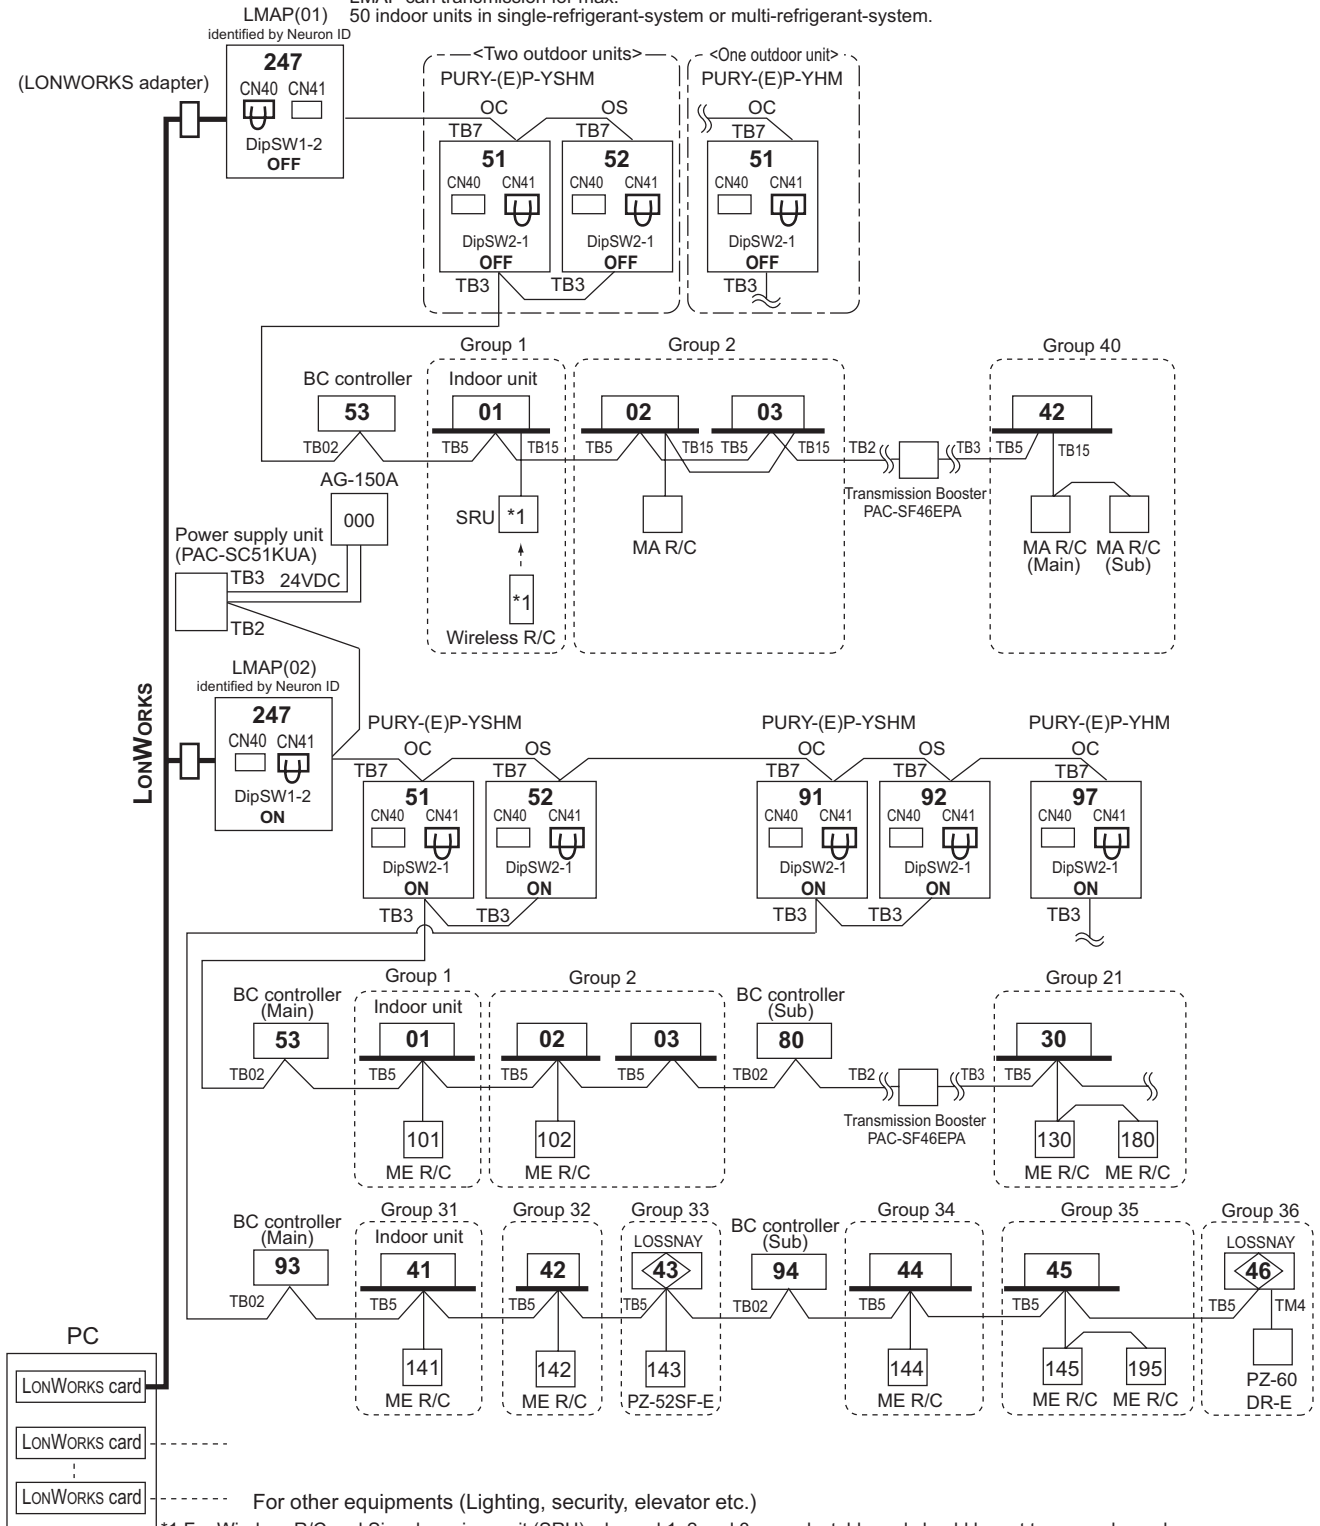 LMAP can transmission for max.
50 indoor units in single-refrigerant-system or multi-refrigerant-system.
LMAP(01)
identified by Neuron ID
(LONWORKS adapter)
247
CN40 CN41
DipSW1-2
OFF
<Two outdoor units>
PURY-(E)P-YSHM
OC OS
TB7 TB7
51 52
CN40 CN41 CN40 CN41
DipSW2-1 DipSW2-1
OFF OFF
TB3 TB3
<One outdoor unit>
PURY-(E)P-YHM
OC
TB7
51
CN40 CN41
DipSW2-1
OFF
TB3
Group 1 Group 2 Group 40
BC controller Indoor unit
53 01 02 03 42
TB02 TB5 TB15 TB5 TB15 TB5 TB15 TB2 TB3 TB5 TB15
Transmission Booster
PAC-SF46EPA
SRU *1
*1
Wireless R/C
MA R/C
MA R/C
(Main)
MA R/C
(Sub)
AG-150A
000
Power supply unit
(PAC-SC51KUA)
TB3 24VDC
TB2
LONWORKS
LMAP(02)
identified by Neuron ID
247
CN40 CN41
DipSW1-2
ON
PURY-(E)P-YSHM PURY-(E)P-YSHM PURY-(E)P-YHM
OC OS OC OS OC
TB7 TB7 TB7 TB7 TB7
51 52 91 92 97
CN40 CN41 CN40 CN41 CN40 CN41 CN40 CN41 CN40 CN41
DipSW2-1 DipSW2-1 DipSW2-1 DipSW2-1 DipSW2-1
ON ON ON ON ON
TB3 TB3 TB3 TB3 TB3
Group 1 Group 2 Group 21
BC controller
(Main)
Indoor unit
BC controller
(Sub)
53 01 02 03 80 30
TB02 TB5 TB5 TB5 TB02 TB2 TB3 TB5
Transmission Booster
PAC-SF46EPA
101 102 130 180
ME R/C ME R/C ME R/C ME R/C
Group 31 Group 32 Group 33 Group 34 Group 35 Group 36
BC controller
(Main)
Indoor unit
LOSSNAY
BC controller
(Sub)
LOSSNAY
93 41 42 43 94 44 45 46
TB02 TB5 TB5 TB5 TB02 TB5 TB5 TB5 TM4
141 142 143 144 145 195
ME R/C ME R/C PZ-52SF-E ME R/C ME R/C ME R/C
PZ-60
DR-E
PC
LONWORKS card
LONWORKS card
LONWORKS card
For other equipments (Lighting, security, elevator etc.)